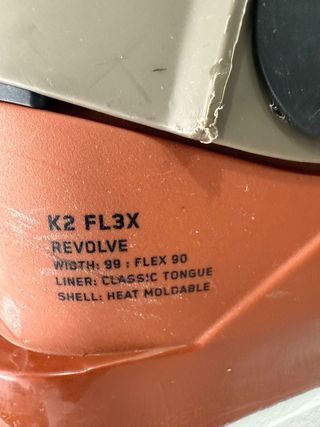 K2 FL3X
REVOLVE
WIDTH: 99 : FLEX 90
LINER: CLASSIC TONGUE
SHELL: HEAT MOLDABLE